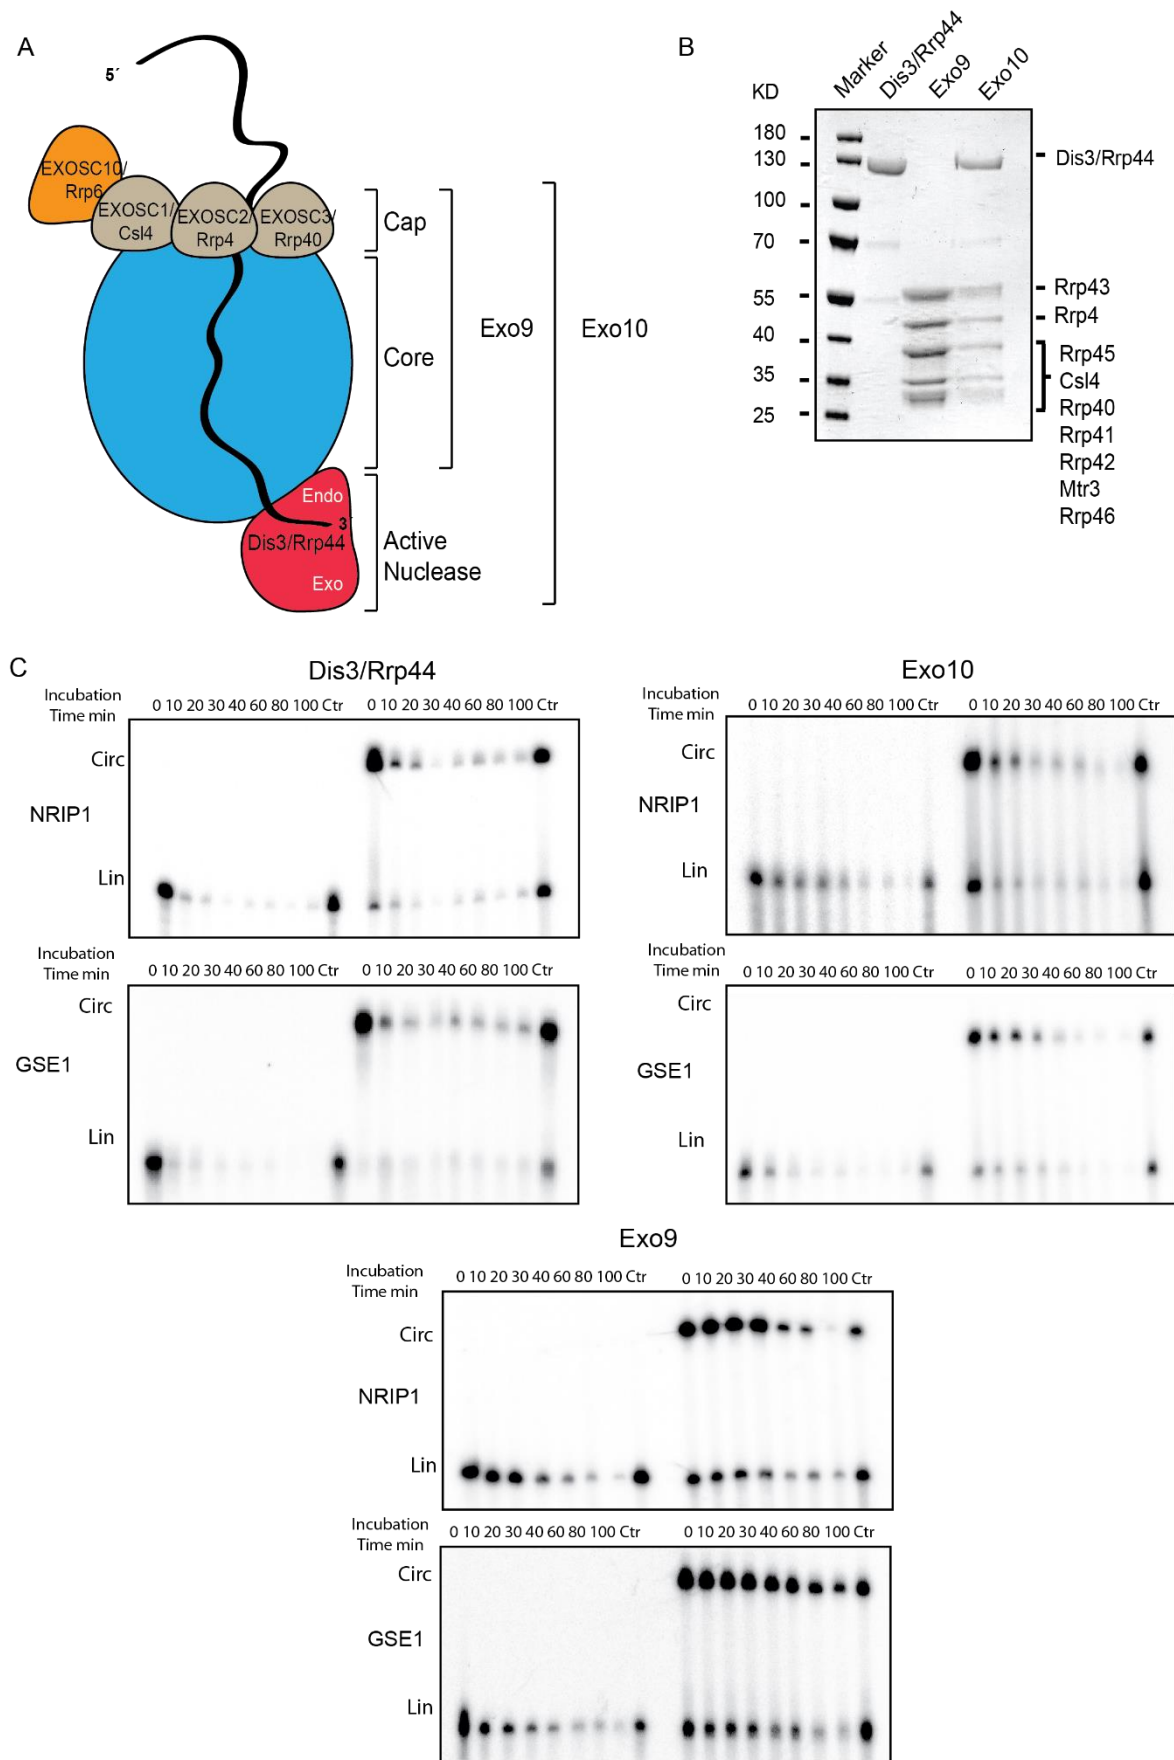 A
5´
EXOSC10/
Rrp6
EXOSC1/
Csl4
EXOSC2/
Rrp4
EXOSC3/
Rrp40
Cap
Core
Exo9
Exo10
Endo
3´
Dis3/Rrp44
Exo
Active
Nuclease
B
KD
Marker
Dis3/Rrp44
Exo9
Exo10
180
130
100
70
55
40
35
25
Dis3/Rrp44
Rrp43
Rrp4
Rrp45
Csl4
Rrp40
Rrp41
Rrp42
Mtr3
Rrp46
C
Dis3/Rrp44
Incubation
Time min
0 10 20 30 40 60 80 100 Ctr
0 10 20 30 40 60 80 100 Ctr
Circ
NRIP1
Lin
Incubation
Time min
0 10 20 30 40 60 80 100 Ctr
0 10 20 30 40 60 80 100 Ctr
Circ
GSE1
Lin
Exo10
Incubation
Time min
0 10 20 30 40 60 80 100 Ctr
0 10 20 30 40 60 80 100 Ctr
Circ
NRIP1
Lin
Incubation
Time min
0 10 20 30 40 60 80 100 Ctr
0 10 20 30 40 60 80 100 Ctr
Circ
GSE1
Lin
Exo9
Incubation
Time min
0 10 20 30 40 60 80 100 Ctr
0 10 20 30 40 60 80 100 Ctr
Circ
NRIP1
Lin
Incubation
Time min
0 10 20 30 40 60 80 100 Ctr
0 10 20 30 40 60 80 100 Ctr
Circ
GSE1
Lin